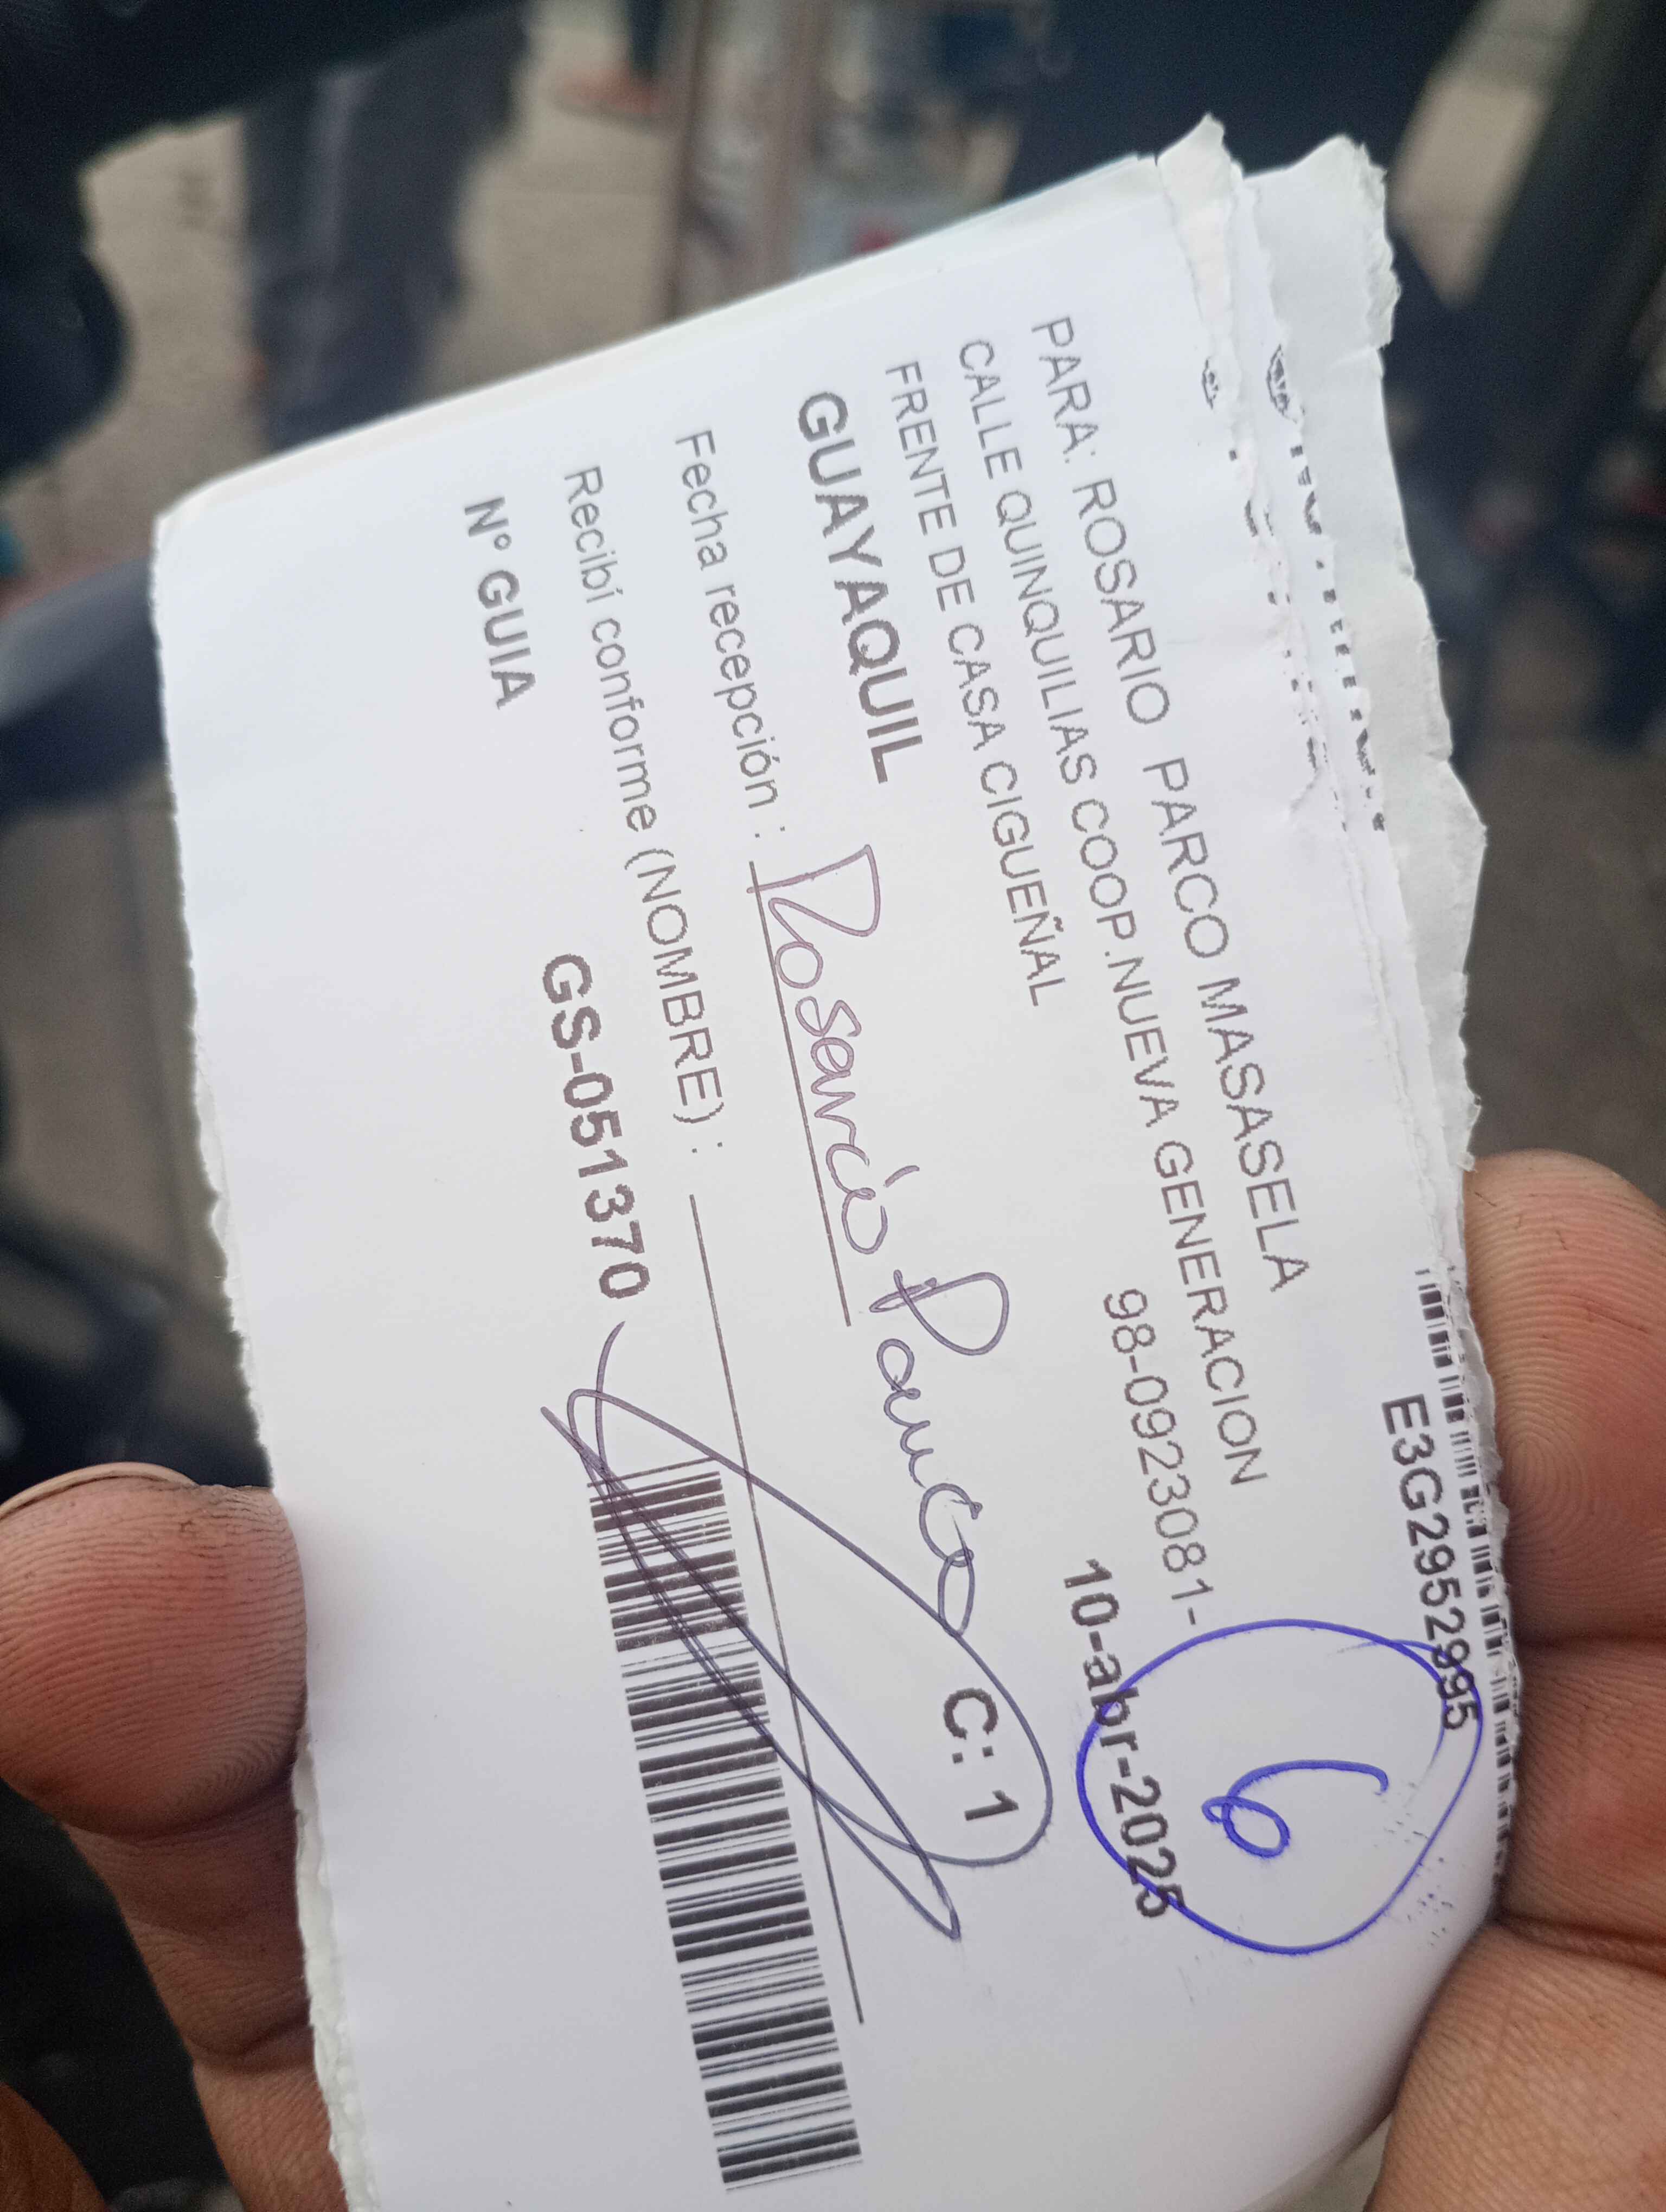 E3G2952995
PARA: ROSARIO PARCO MASASELA
CALLE QUINQUILIAS COOP.NUEVA GENERACION
98-0923081-
6
FRENTE DE CASA CIGUEÑAL
10-abr-2025
GUAYAQUIL
C: 1
Fecha recepción : Rosario Parco
Recibí conforme (NOMBRE) :
N° GUIA GS-051370